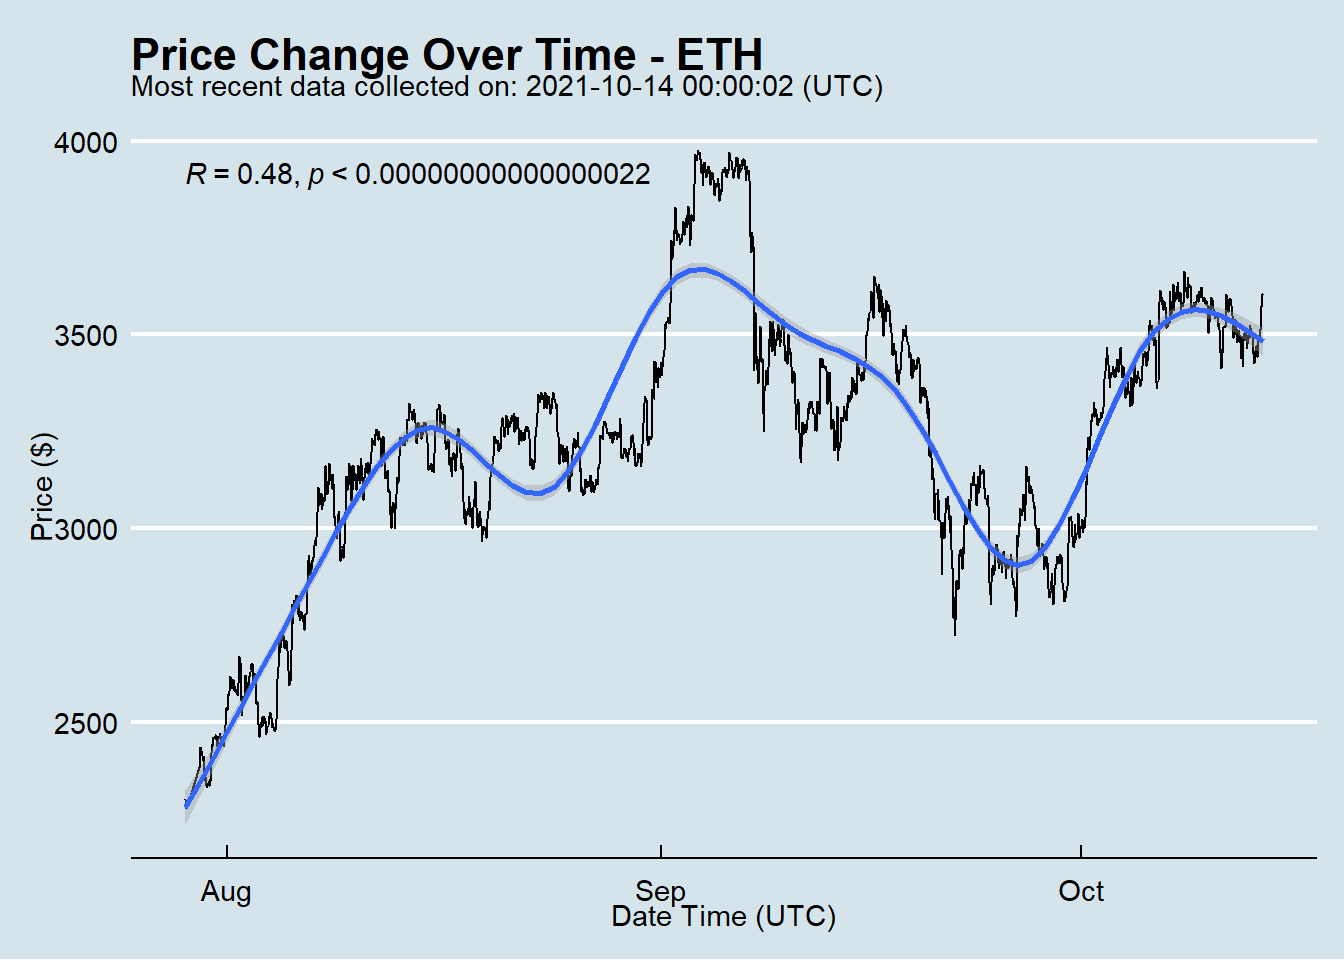 Price Change Over Time - ETH
Most recent data collected on: 2021-10-14 00:00:02 (UTC)
R = 0.48, p < 0.00000000000000022
4000
3500
3000
2500
Price ($)
Aug Sep Oct
Date Time (UTC)